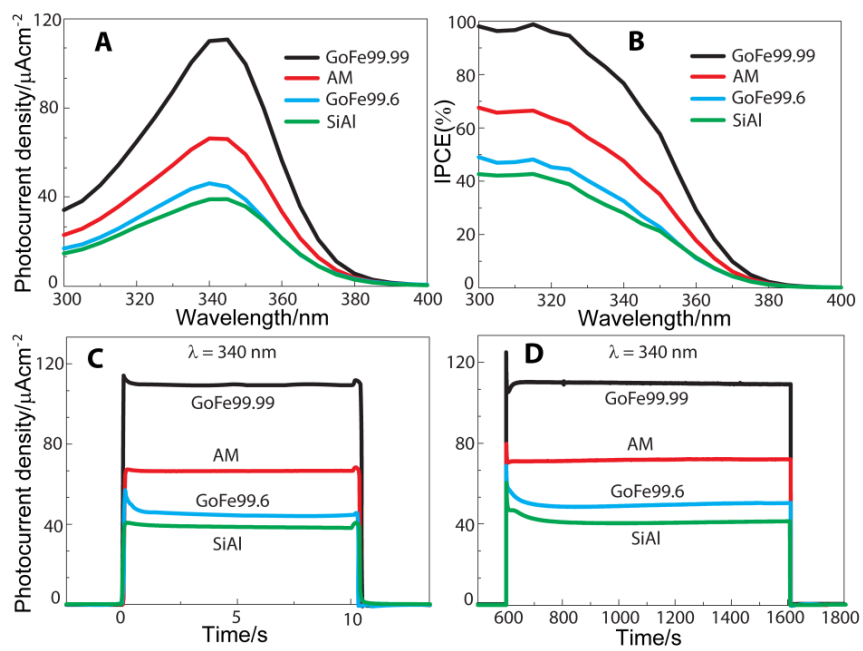 A
Photocurrent density/μAcm⁻²
120
80
40
0
GoFe99.99
AM
GoFe99.6
SiAl
300 320 340 360 380 400
Wavelength/nm
B
IPCE(%)
100
80
60
40
20
0
GoFe99.99
AM
GoFe99.6
SiAl
300 320 340 360 380 400
Wavelength/nm
C
λ = 340 nm
Photocurrent density/μAcm⁻²
120
80
40
0
GoFe99.99
AM
GoFe99.6
SiAl
0 5 10
Time/s
D
λ = 340 nm
120
80
40
0
GoFe99.99
AM
GoFe99.6
SiAl
600 800 1000 1200 1400 1600 1800
Time/s